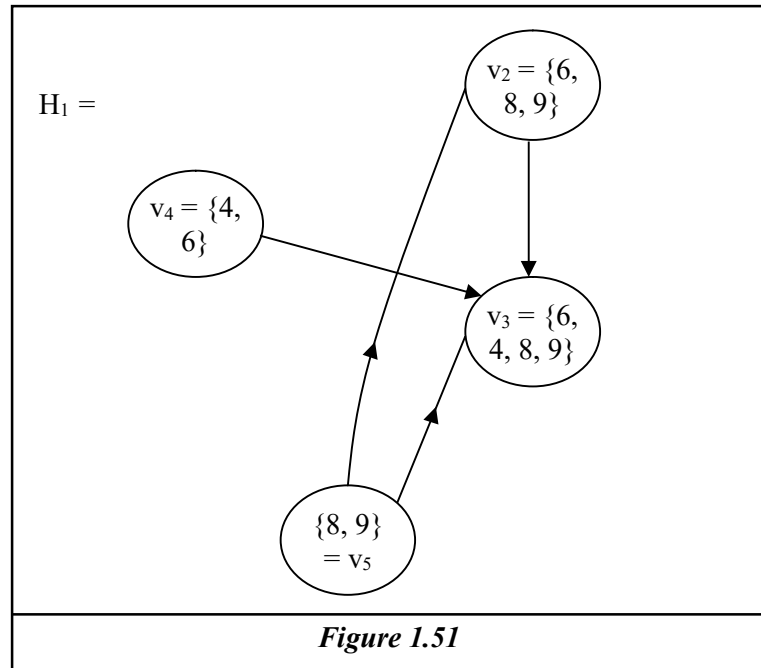 H₁ =
v₂ = {6,
8, 9}
v₄ = {4,
6}
v₃ = {6,
4, 8, 9}
{8, 9}
= v₅
Figure 1.51